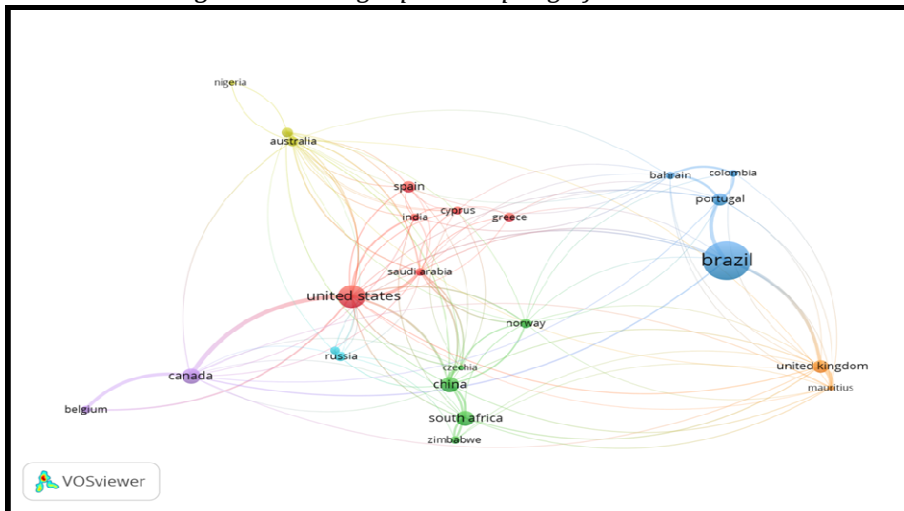 nigeria
australia
bahrain
colombia
spain
portugal
india
cyprus
greece
brazil
saudi arabia
united states
norway
russia
czechia
united kingdom
canada
china
mauritius
belgium
south africa
zimbabwe
VOSviewer